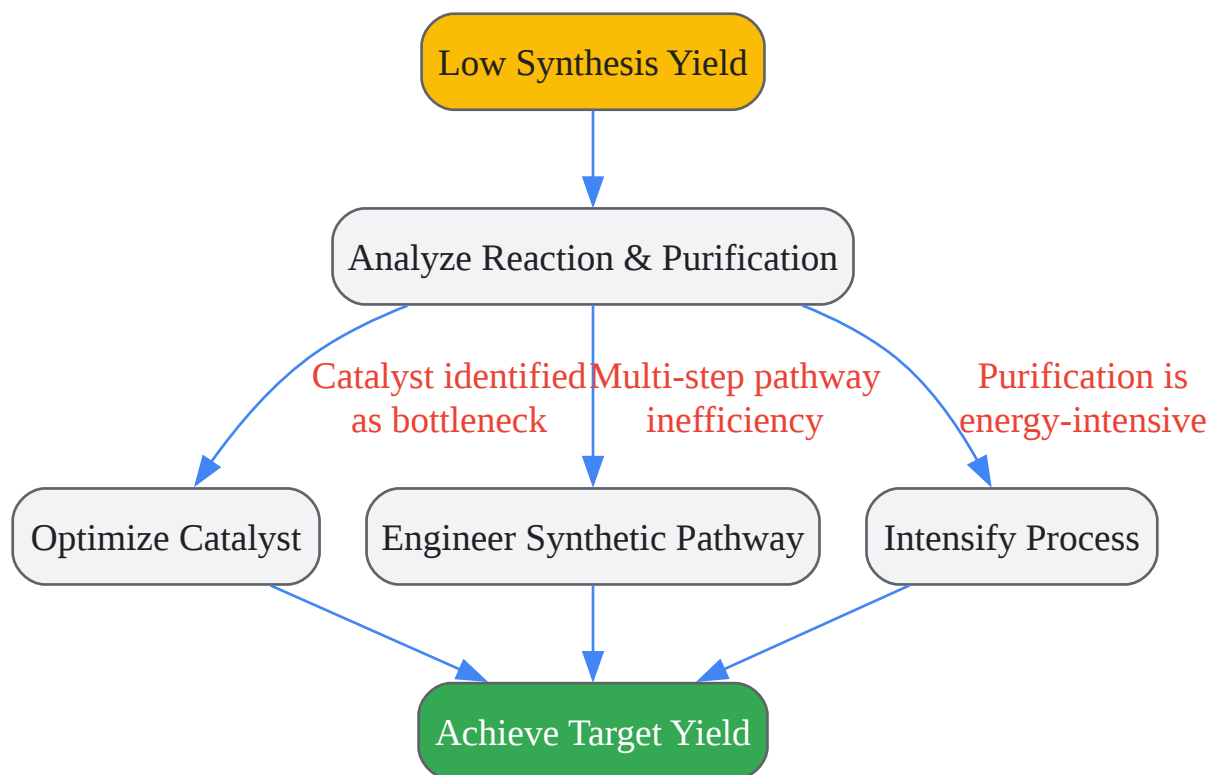 Low Synthesis Yield
Analyze Reaction & Purification
Catalyst identified
as bottleneck
Multi-step pathway
inefficiency
Purification is
energy-intensive
Optimize Catalyst
Engineer Synthetic Pathway
Intensify Process
Achieve Target Yield